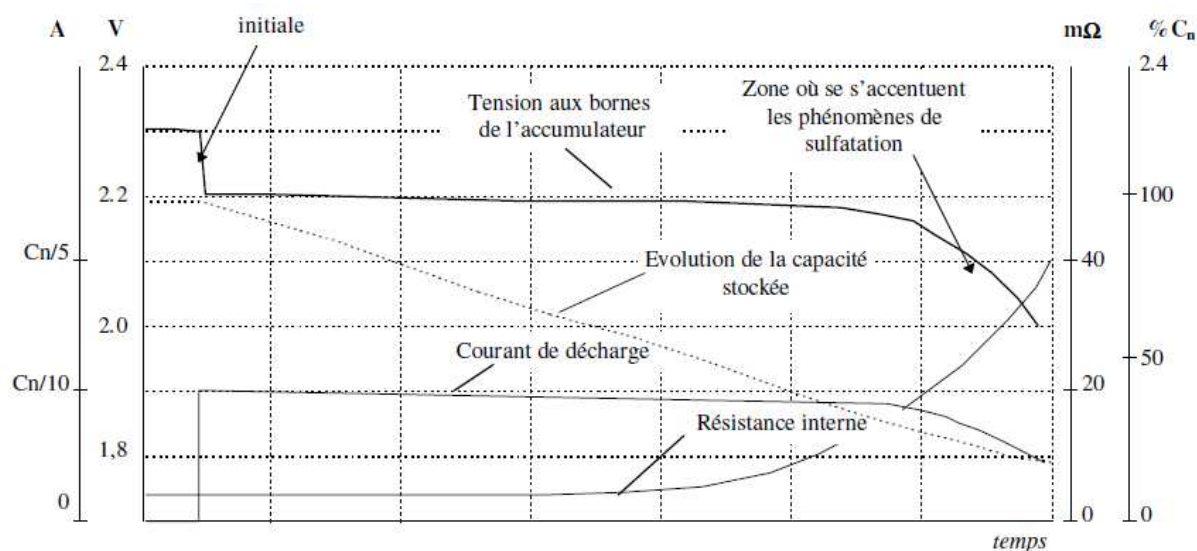 initiale
A
V
mΩ
% Cn
2.4
2.4
Tension aux bornes
de l'accumulateur
Zone où se s'accentuent
les phénomènes de
sulfatation
2.2
100
Cn/5
40
Evolution de la capacité
stockée
2.0
50
Courant de décharge
Cn/10
20
Résistance interne
1,8
0
0
0
temps